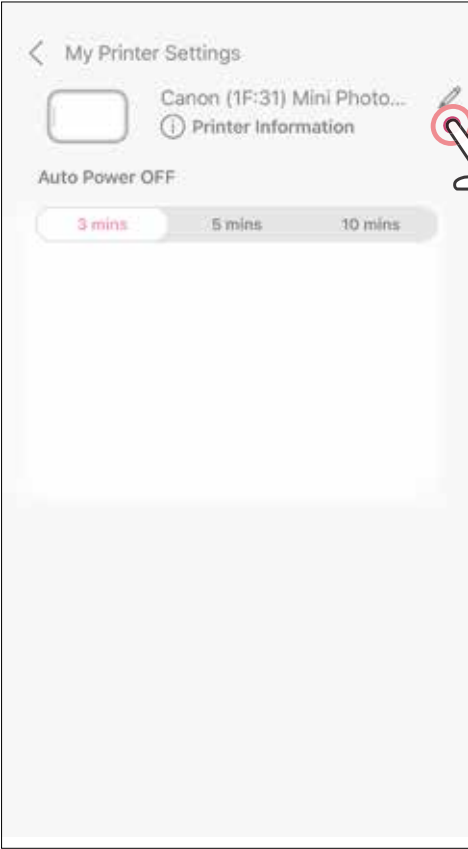 My Printer Settings
Canon (1F:31) Mini Photo...
Printer Information
Auto Power OFF
3 mins 5 mins 10 mins